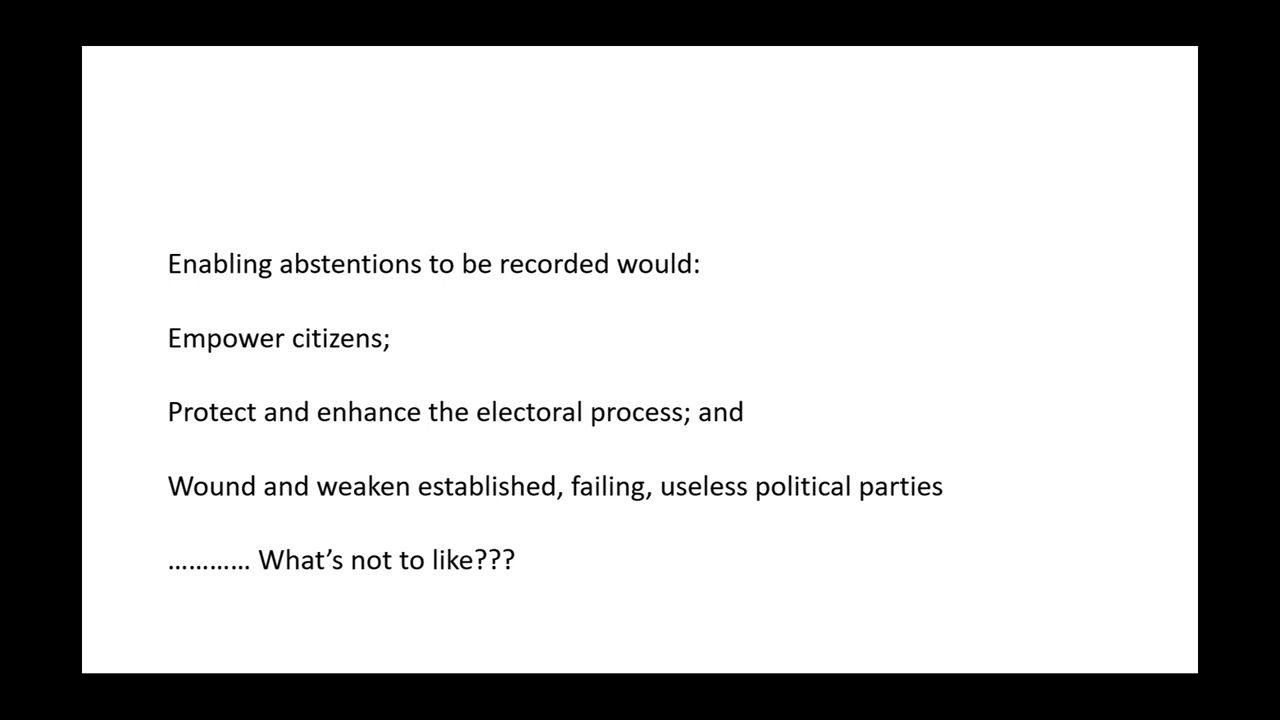 Enabling abstentions to be recorded would:
Empower citizens;
Protect and enhance the electoral process; and
Wound and weaken established, failing, useless political parties
………… What’s not to like???